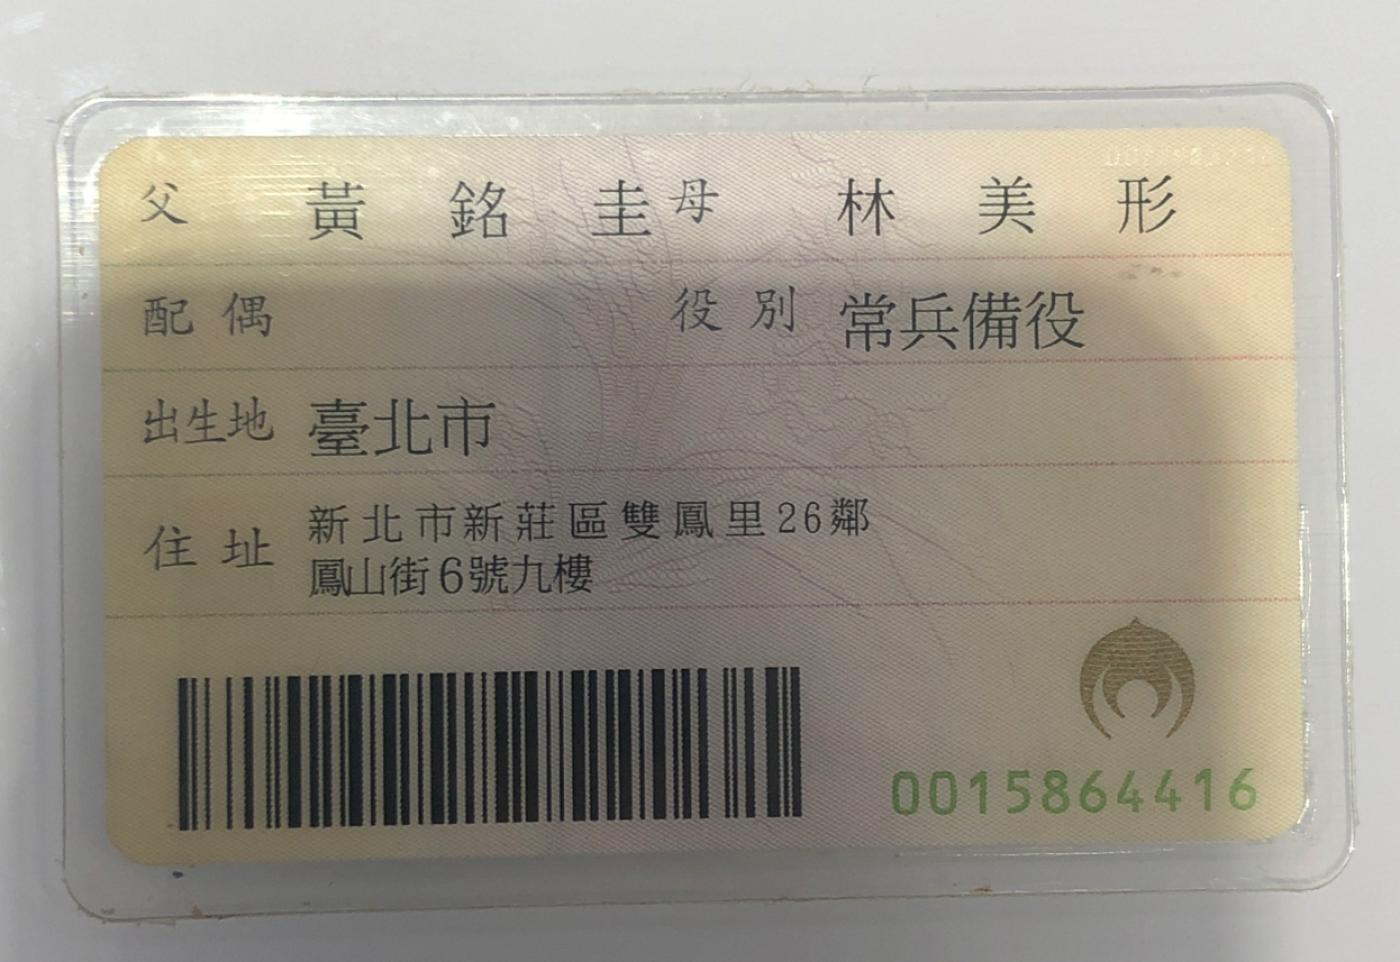 父 黃銘圭 母 林美彤
配偶 役別 常兵備役
出生地 臺北市
住址 新北市新莊區雙鳳里26鄰
鳳山街6號九樓
0015864416